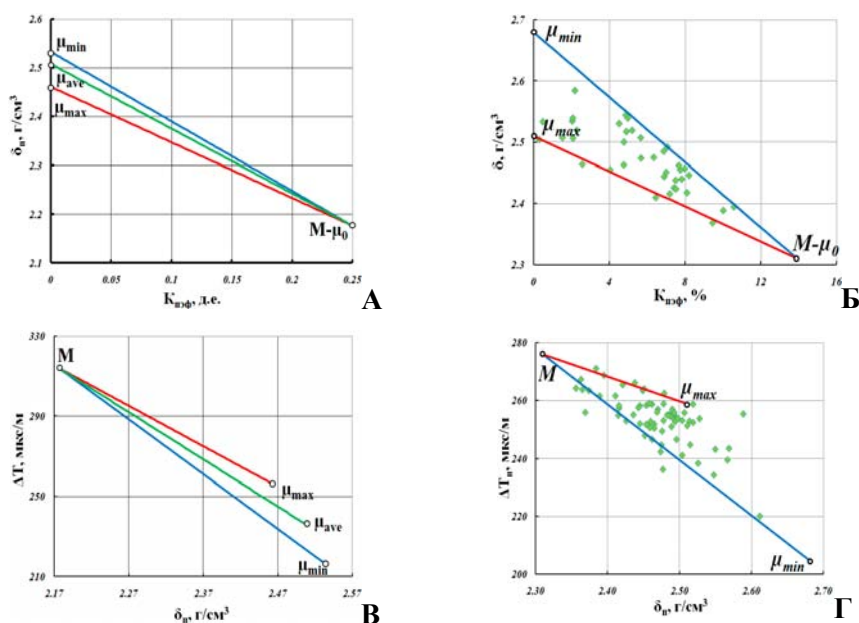 2.6
2.5
2.4
2.3
2.2
2.1
δп, г/см³
μmin
μave
μmax
M-μ0
0
0.05
0.1
0.15
0.2
0.25
Кпэф, д.е.
А
2.7
2.6
2.5
2.4
2.3
δ, г/см³
μmin
μmax
M-μ0
0
4
8
12
16
Кпэф, %
Б
330
290
250
210
ΔT, мкс/м
M
μmax
μave
μmin
2.17
2.27
2.37
2.47
2.57
δп, г/см³
В
280
260
240
220
200
ΔTп, мкс/м
M
μmax
μmin
2.30
2.40
2.50
2.60
2.70
δп, г/см³
Г